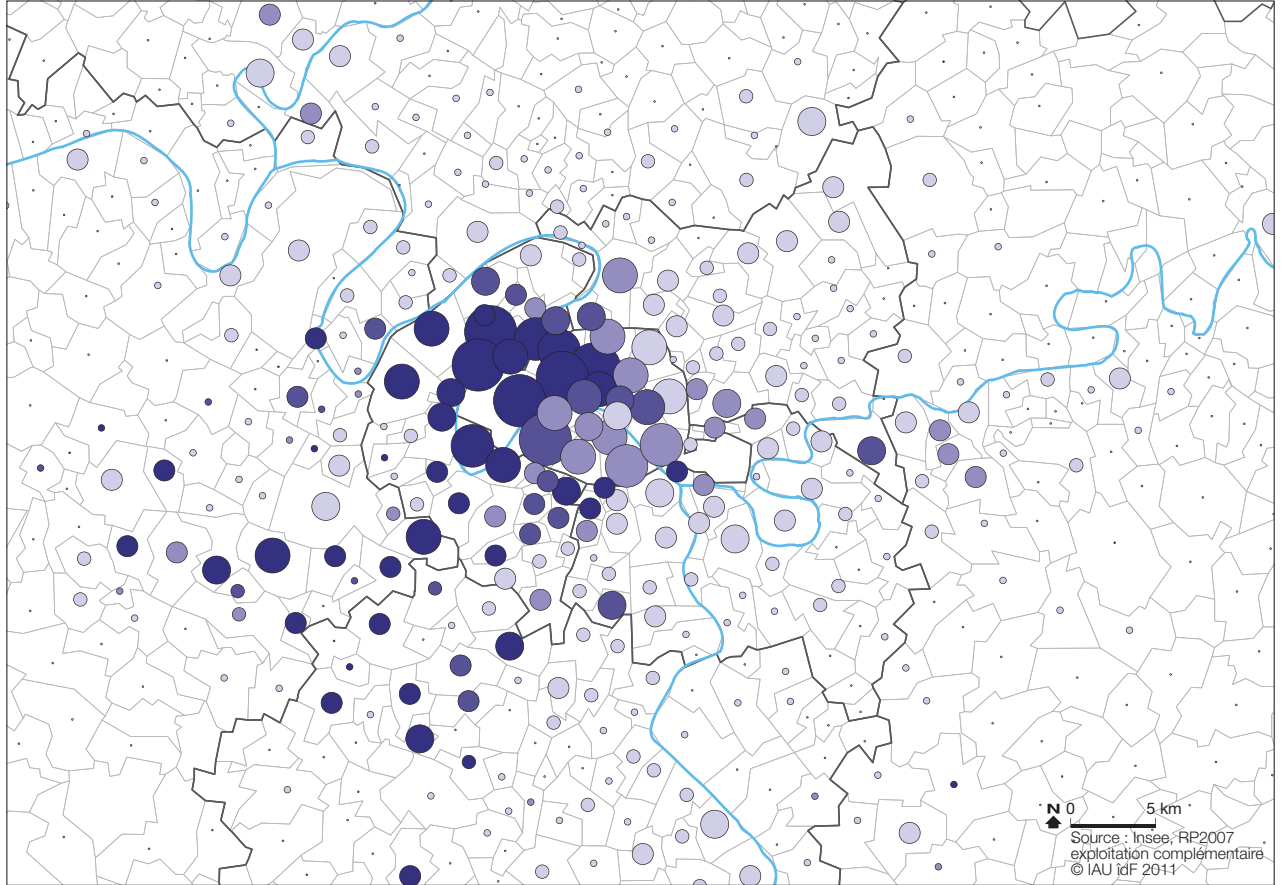 N 0 5 km
Source : Insee, RP2007
exploitation complémentaire
© IAU îdF 2011